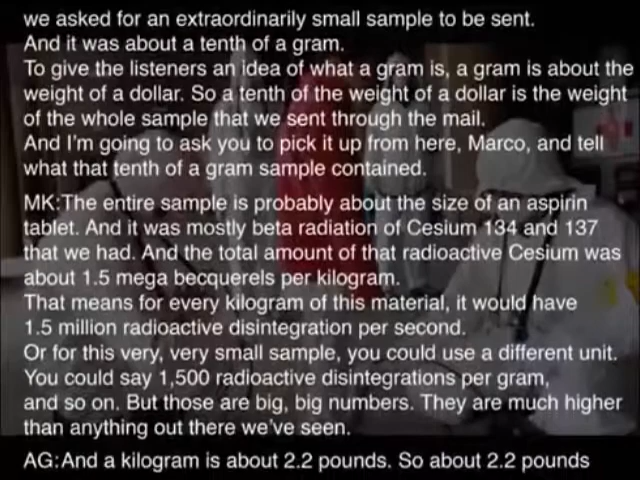 we asked for an extraordinarily small sample to be sent.
And it was about a tenth of a gram.
To give the listeners an idea of what a gram is, a gram is about the
weight of a dollar. So a tenth of the weight of a dollar is the weight
of the whole sample that we sent through the mail.
And I'm going to ask you to pick it up from here, Marco, and tell
what that tenth of a gram sample contained.
MK:The entire sample is probably about the size of an aspirin
tablet. And it was mostly beta radiation of Cesium 134 and 137
that we had. And the total amount of that radioactive Cesium was
about 1.5 mega becquerels per kilogram.
That means for every kilogram of this material, it would have
1.5 million radioactive disintegration per second.
Or for this very, very small sample, you could use a different unit.
You could say 1,500 radioactive disintegrations per gram,
and so on. But those are big, big numbers. They are much higher
than anything out there we've seen.
AG:And a kilogram is about 2.2 pounds. So about 2.2 pounds